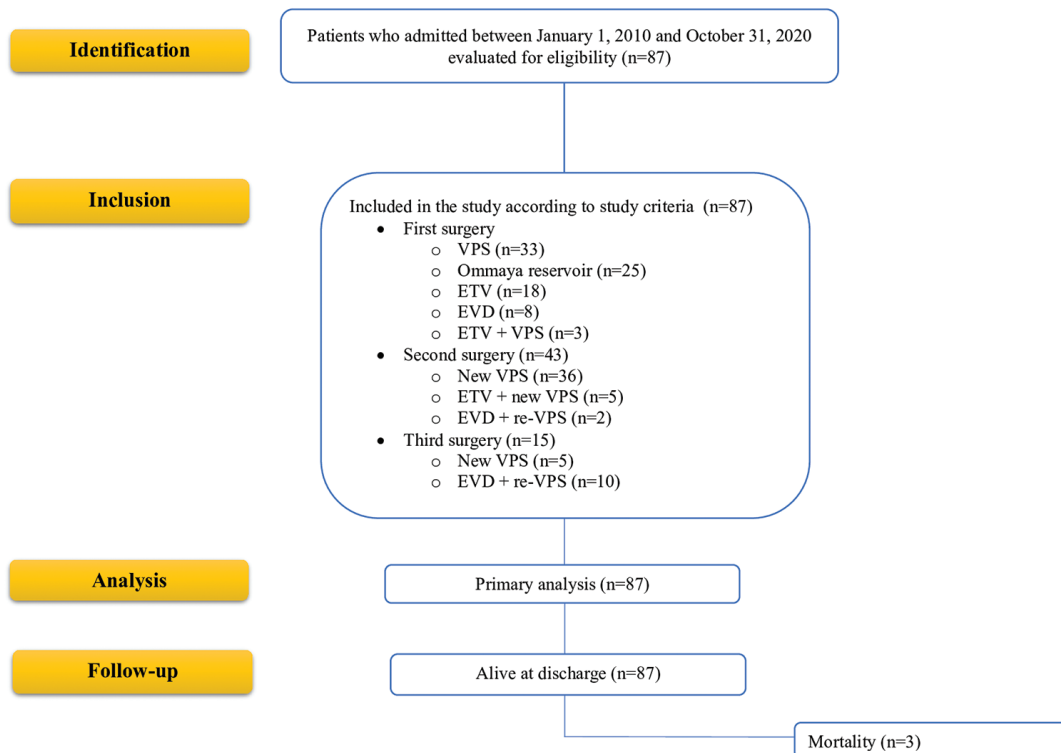 Identification
Patients who admitted between January 1, 2010 and October 31, 2020
evaluated for eligibility (n=87)
Inclusion
Included in the study according to study criteria (n=87)
• First surgery
o VPS (n=33)
o Ommaya reservoir (n=25)
o ETV (n=18)
o EVD (n=8)
o ETV + VPS (n=3)
• Second surgery (n=43)
o New VPS (n=36)
o ETV + new VPS (n=5)
o EVD + re-VPS (n=2)
• Third surgery (n=15)
o New VPS (n=5)
o EVD + re-VPS (n=10)
Analysis
Primary analysis (n=87)
Follow-up
Alive at discharge (n=87)
Mortality (n=3)